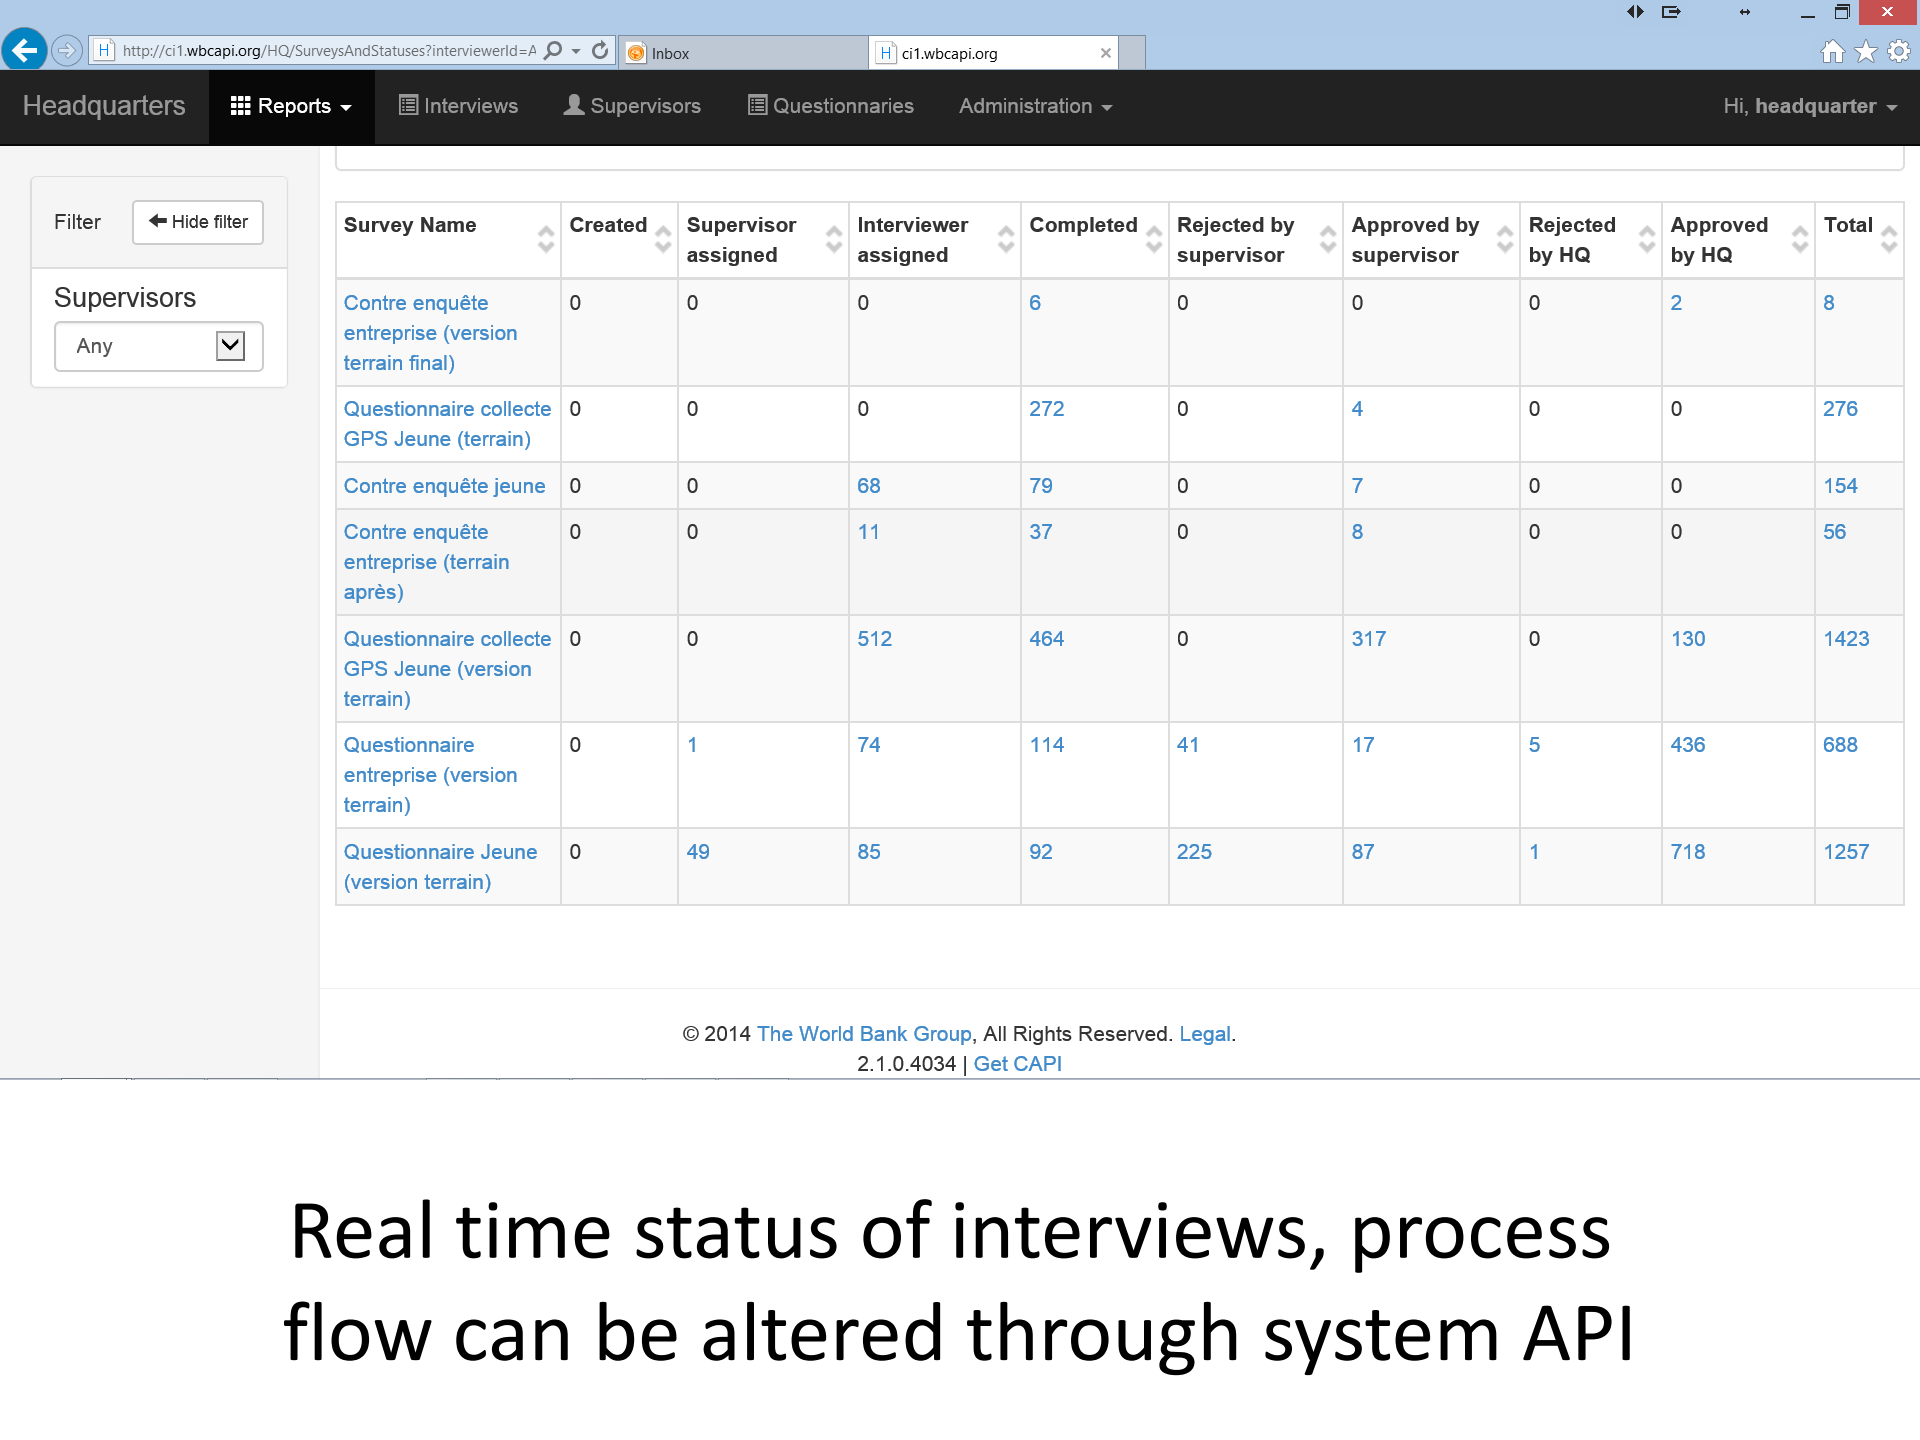 http://ci1.wbcapi.org/HQ/SurveysAndStatuses?interviewerId=A
Inbox
ci1.wbcapi.org
Headquarters Reports Interviews Supervisors Questionnaries Administration Hi, headquarter
Filter Hide filter
Supervisors
Any
Survey Name Created Supervisor assigned Interviewer assigned Completed Rejected by supervisor Approved by supervisor Rejected by HQ Approved by HQ Total
Contre enquête entreprise (version terrain final) 0 0 0 6 0 0 0 2 8
Questionnaire collecte GPS Jeune (terrain) 0 0 0 272 0 4 0 0 276
Contre enquête jeune 0 0 68 79 0 7 0 0 154
Contre enquête entreprise (terrain après) 0 0 11 37 0 8 0 0 56
Questionnaire collecte GPS Jeune (version terrain) 0 0 512 464 0 317 0 130 1423
Questionnaire entreprise (version terrain) 0 1 74 114 41 17 5 436 688
Questionnaire Jeune (version terrain) 0 49 85 92 225 87 1 718 1257
© 2014 The World Bank Group, All Rights Reserved. Legal.
2.1.0.4034 | Get CAPI
Real time status of interviews, process
flow can be altered through system API